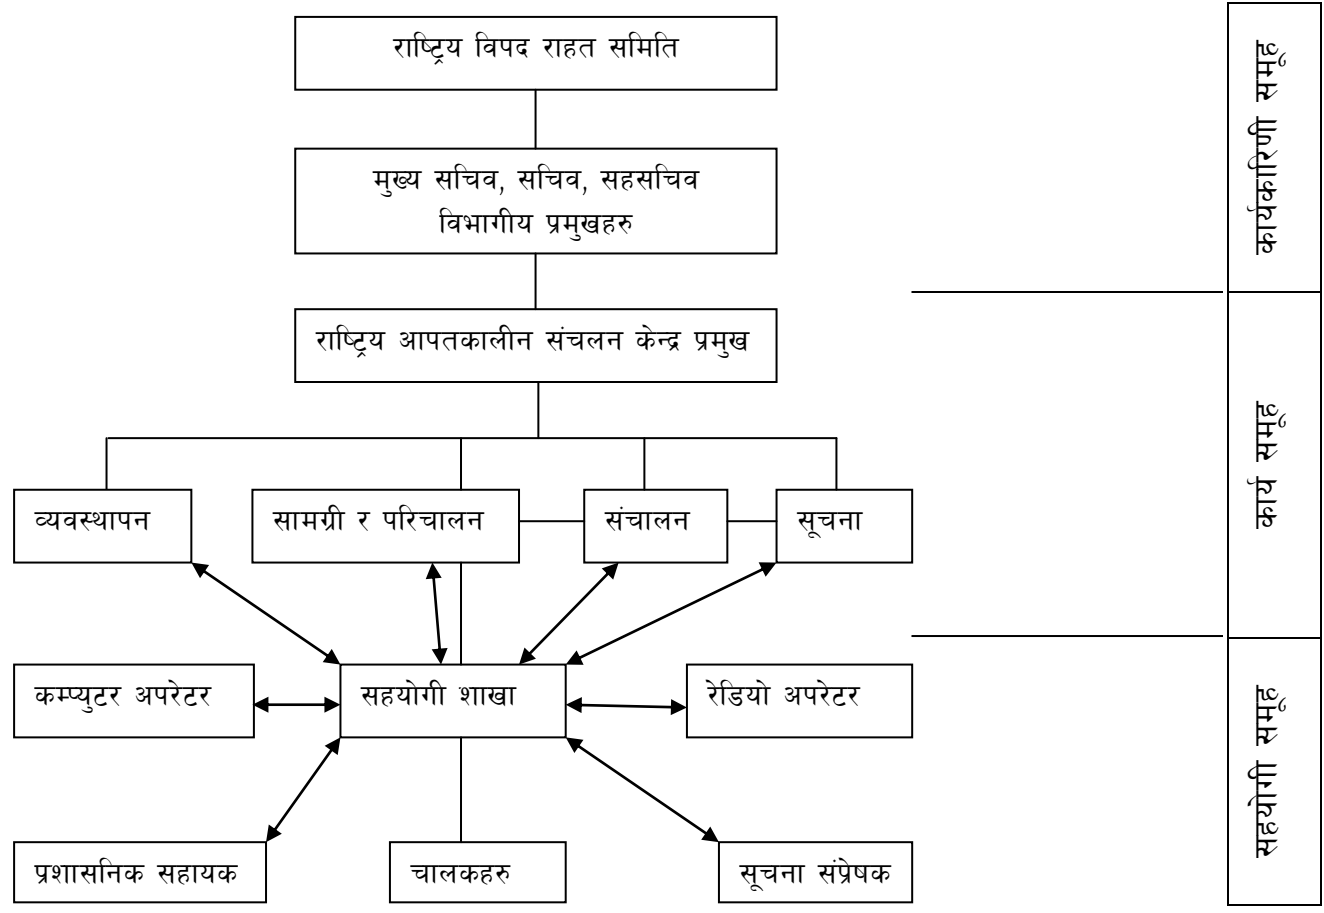 राष्ट्रिय विपद राहत समिति
मुख्य सचिव, सचिव, सहसचिव
विभागीय प्रमुखहरु
राष्ट्रिय आपतकालीन संचलन केन्द्र प्रमुख
व्यवस्थापन
सामग्री र परिचालन
संचालन
सूचना
कम्प्युटर अपरेटर
सहयोगी शाखा
रेडियो अपरेटर
प्रशासनिक सहायक
चालकहरु
सूचना संप्रेषक
कार्यकारिणी समूह
कार्य समूह
सहयोगी समूह